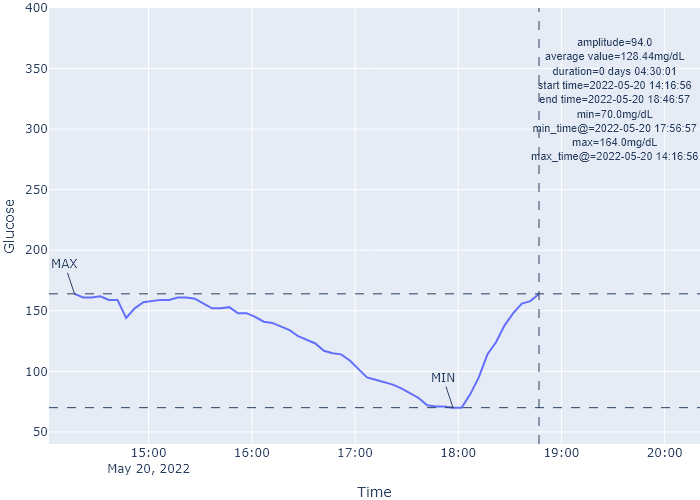 400
amplitude=94.0
average value=128.44mg/dL
350
duration=0 days 04:30:01
start time=2022-05-20 14:16:56
end time=2022-05-20 18:46:57
min=70.0mg/dL
300
min_time@=2022-05-20 17:56:57
max=164.0mg/dL
max_time@=2022-05-20 14:16:56
250
Glucose
200
MAX
150
100
MIN
50
15:00
16:00
17:00
18:00
19:00
20:00
May 20, 2022
Time